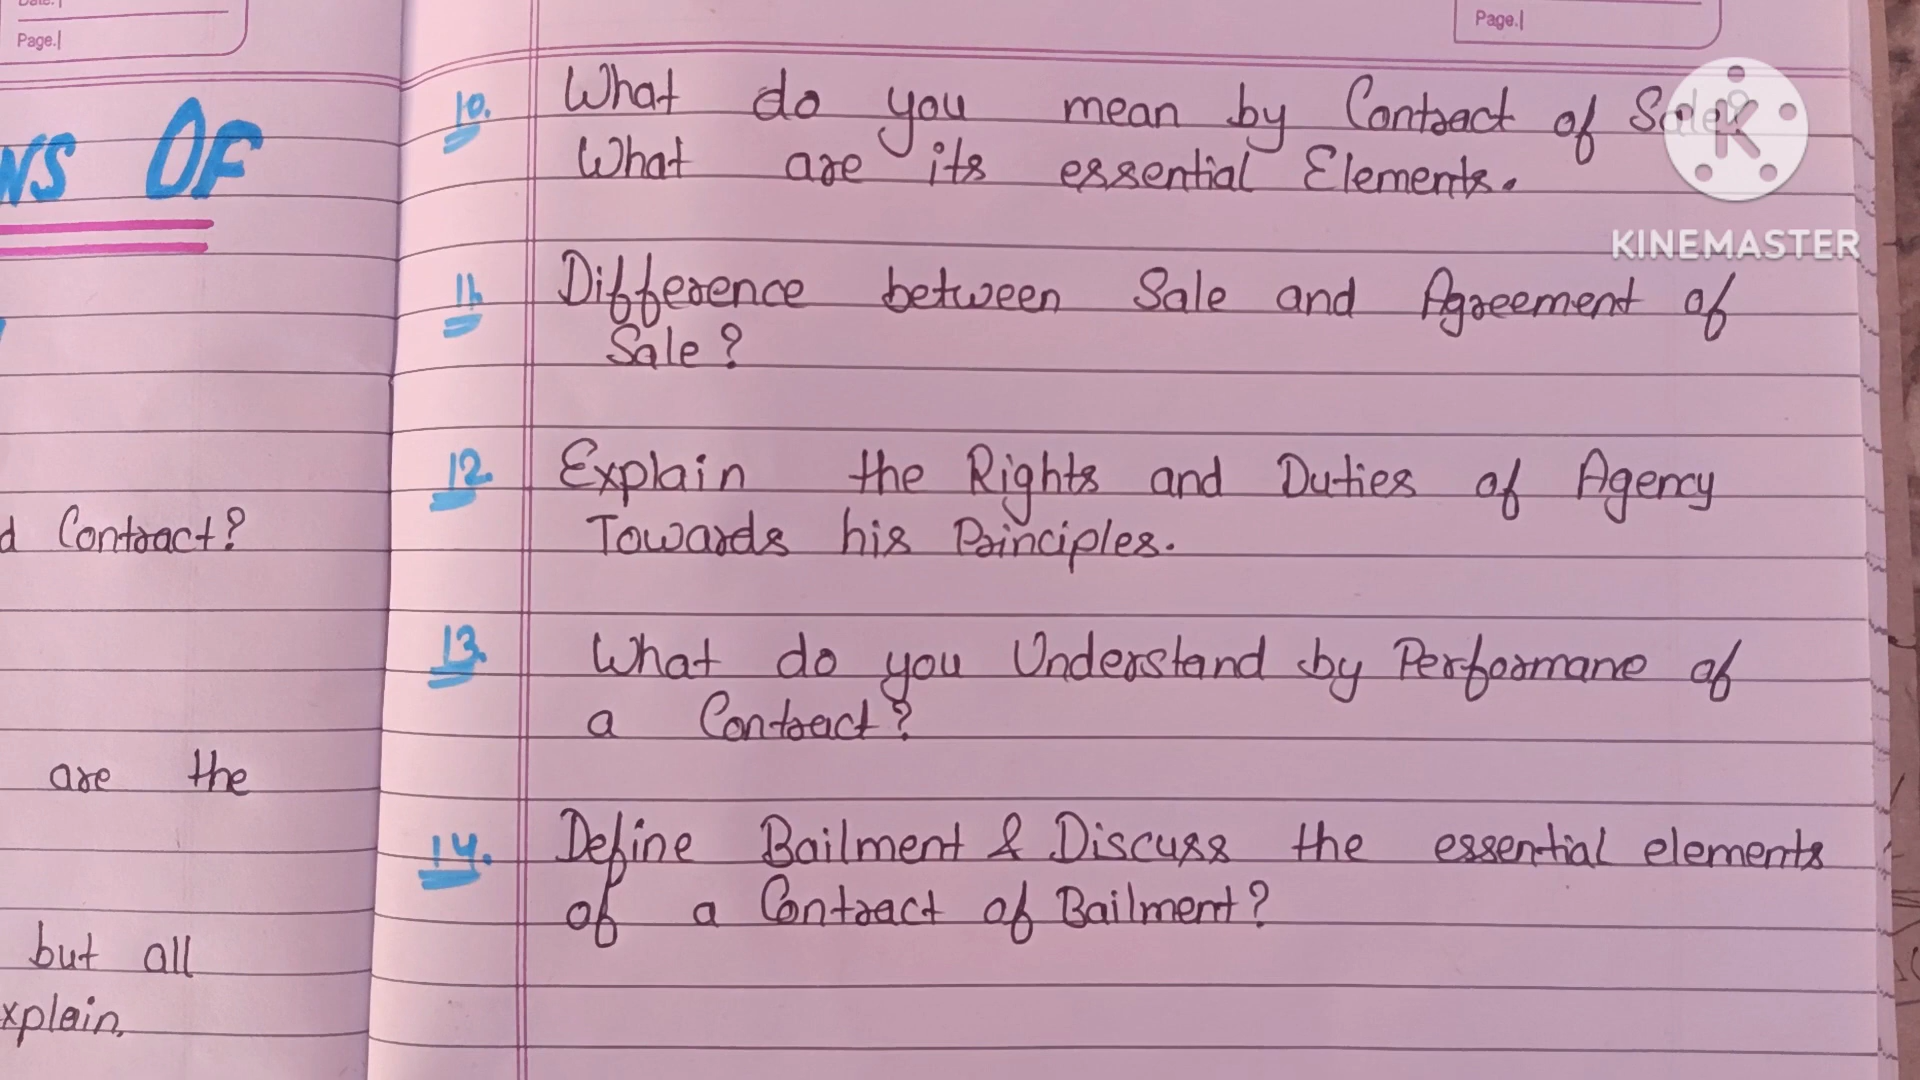 Date.
Page.
NS OF
d Contract?
are the
but all
xplain.
Page.
10. What do you mean by Contract of Sale?
What are its essential Elements.
11. Difference between Sale and Agreement of
Sale?
12. Explain the Rights and Duties of Agency
Towards his Principles.
13. What do you Understand by Performane of
a Contract?
14. Define Bailment & Discuss the essential elements
of a Contract of Bailment?
K
KINEMASTER